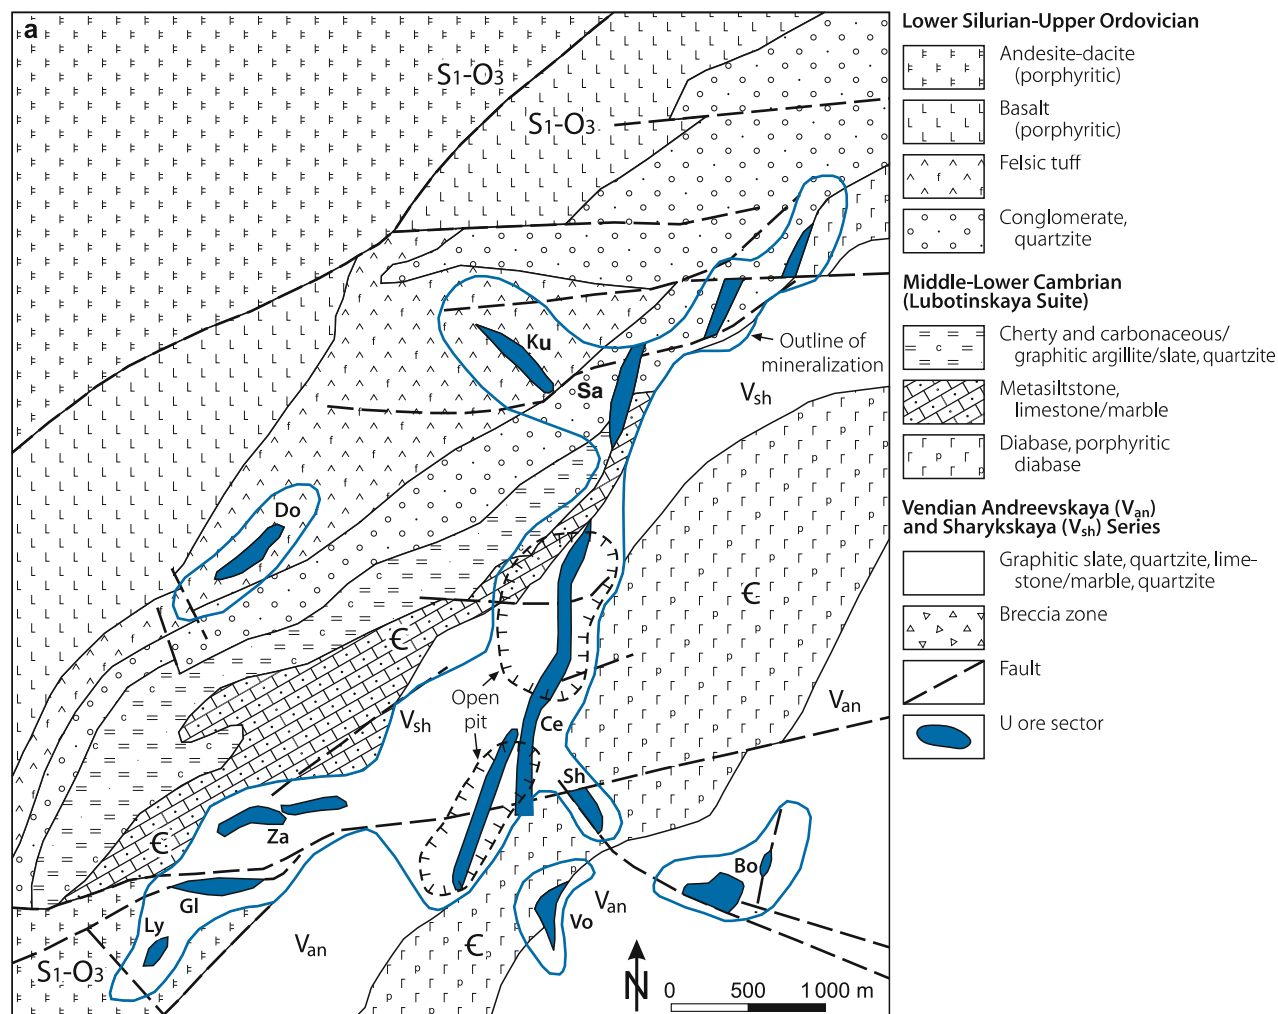 a
S1-O3
S1-O3
Ku
Sa
Outline of
mineralization
Vsh
Do
Є
Є
Open
pit
Vsh
Ce
Van
Sh
Za
Є
Bo
Gl
Ly
Vo
Van
Van
Є
S1-O3
N
0 500 1000 m
Lower Silurian-Upper Ordovician
Andesite-dacite
(porphyritic)
Basalt
(porphyritic)
Felsic tuff
Conglomerate,
quartzite
Middle-Lower Cambrian
(Lubotinskaya Suite)
Cherty and carbonaceous/
graphitic argillite/slate, quartzite
Metasiltstone,
limestone/marble
Diabase, porphyritic
diabase
Vendian Andreevskaya (Van)
and Sharykskaya (Vsh) Series
Graphitic slate, quartzite, lime-
stone/marble, quartzite
Breccia zone
Fault
U ore sector